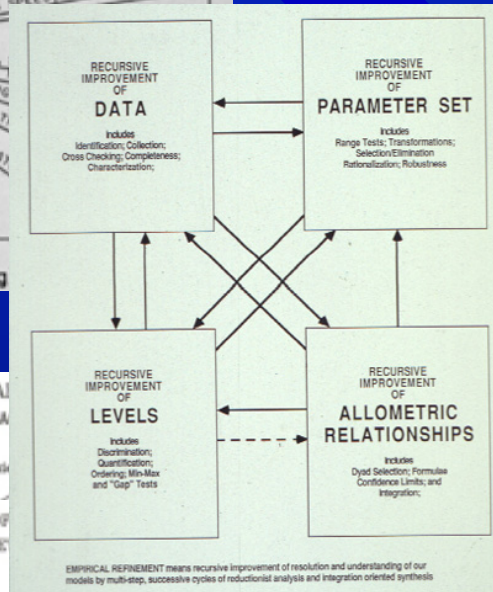 RECURSIVE
IMPROVEMENT
OF
DATA
Includes
Identification; Collection;
Cross Checking; Completeness;
Characterization;
RECURSIVE
IMPROVEMENT
OF
PARAMETER SET
Includes
Range Tests; Transformations;
Selection/Elimination
Rationalization; Robustness
RECURSIVE
IMPROVEMENT
OF
LEVELS
Includes
Discrimination;
Quantification;
Ordering; Min-Max
and "Gap" Tests
RECURSIVE
IMPROVEMENT
OF
ALLOMETRIC
RELATIONSHIPS
Includes
Dyad Selection; Formulae
Confidence Limits; and
Integration;
EMPIRICAL REFINEMENT means recursive improvement of resolution and understanding of our
models by multi-step, successive cycles of reductionist analysis and integration oriented synthesis